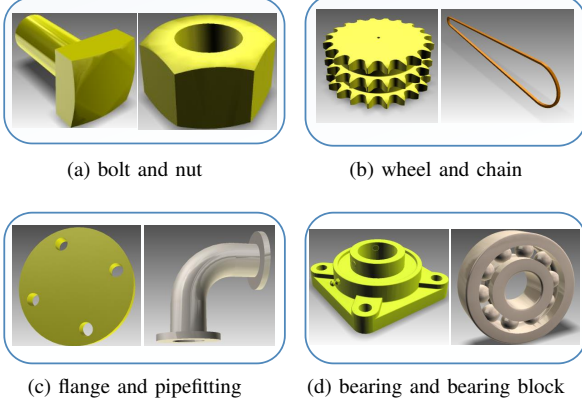 (a) bolt and nut
(b) wheel and chain
(c) flange and pipefitting
(d) bearing and bearing block